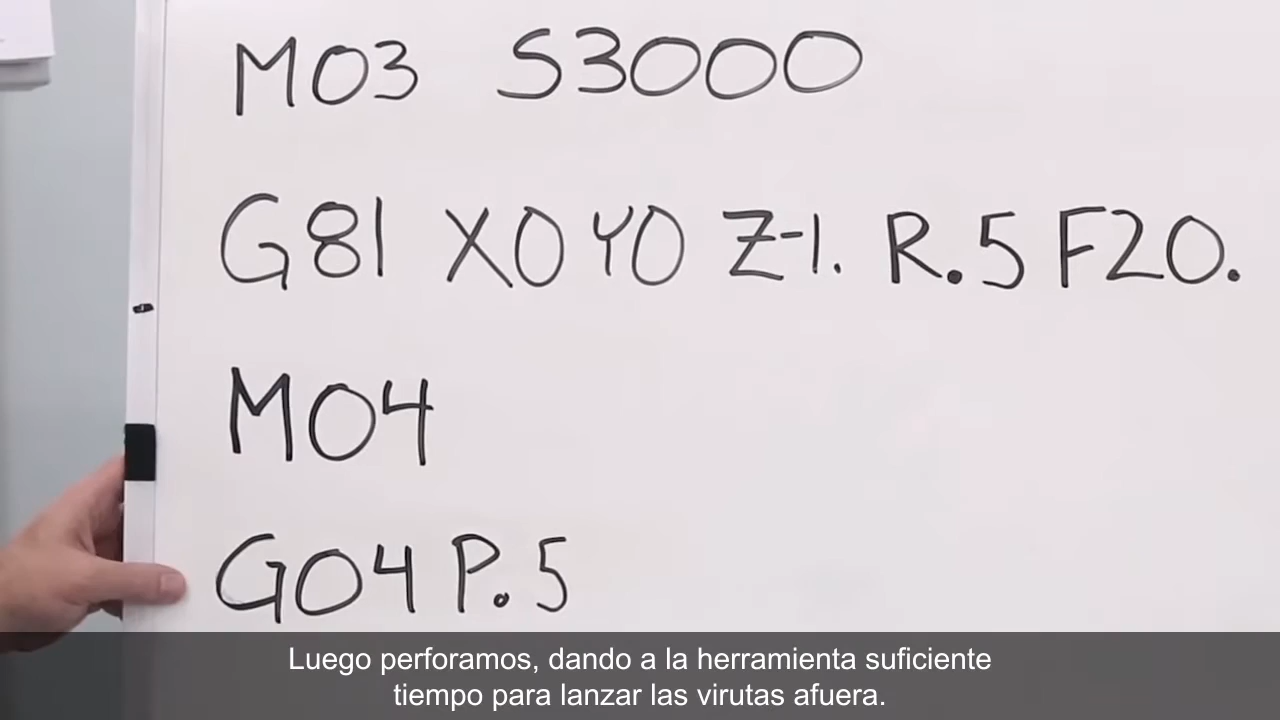 M03 S3000
G81 X0 Y0 Z-1. R.5 F20.
M04
G04 P.5
Luego perforamos, dando a la herramienta suficiente
tiempo para lanzar las virutas afuera.